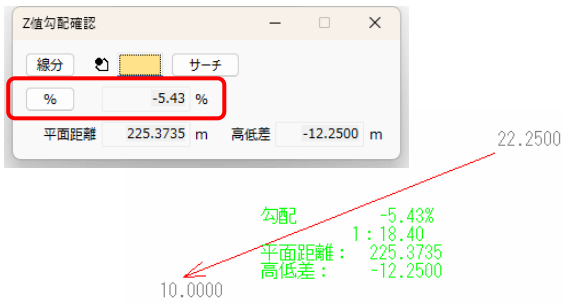 Z値勾配確認
線分 サーチ
% -5.43 %
平面距離 225.3735 m 高低差 -12.2500 m
22.2500
勾配 -5.43%
1：18.40
平面距離： 225.3735
高低差： -12.2500
10.0000